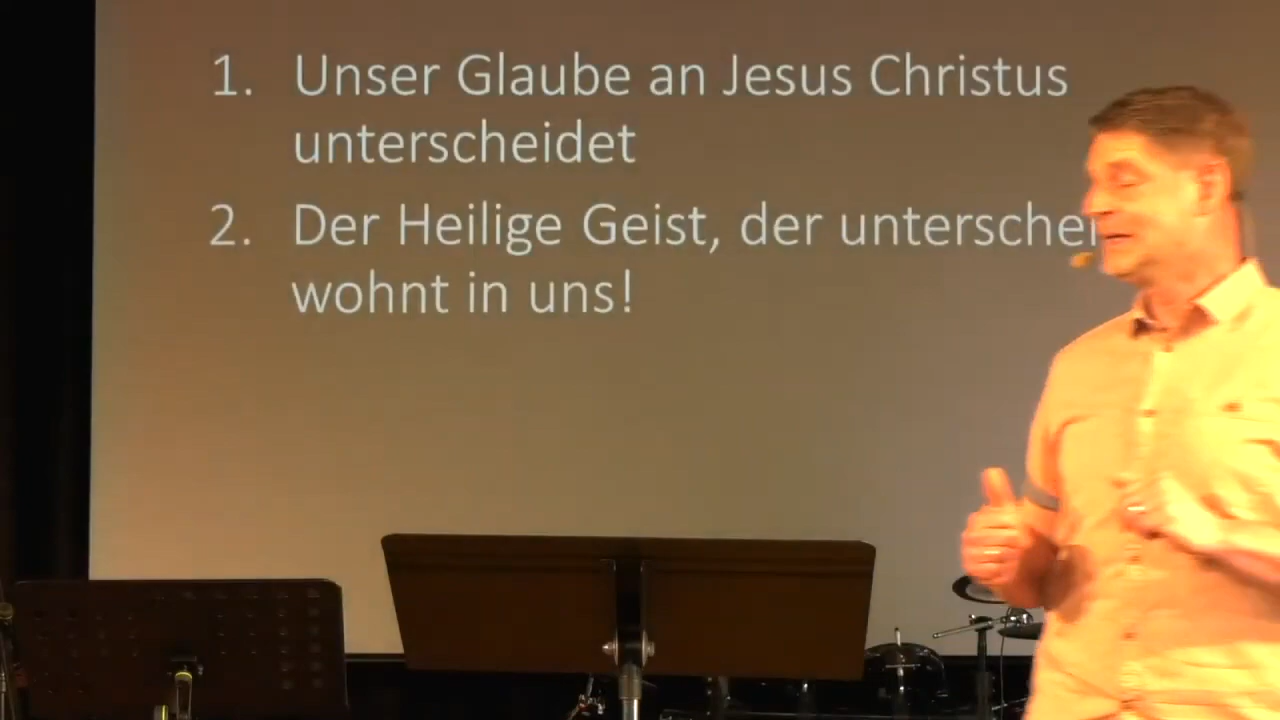 1. Unser Glaube an Jesus Christus
unterscheidet
2. Der Heilige Geist, der
wohnt in uns!